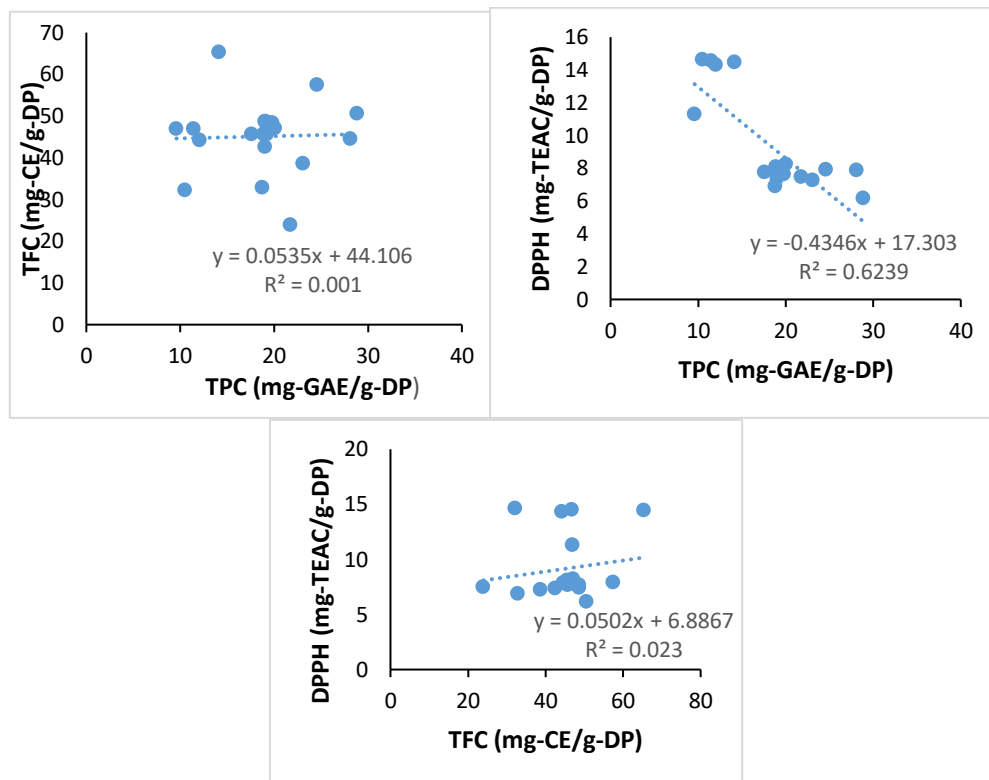 TFC (mg-CE/g-DP)
70
60
50
40
30
20
10
0
y = 0.0535x + 44.106
R² = 0.001
0 10 20 30 40
TPC (mg-GAE/g-DP)
DPPH (mg-TEAC/g-DP)
16
14
12
10
8
6
4
2
0
y = -0.4346x + 17.303
R² = 0.6239
0 10 20 30 40
TPC (mg-GAE/g-DP)
DPPH (mg-TEAC/g-DP)
20
15
10
5
0
y = 0.0502x + 6.8867
R² = 0.023
0 20 40 60 80
TFC (mg-CE/g-DP)